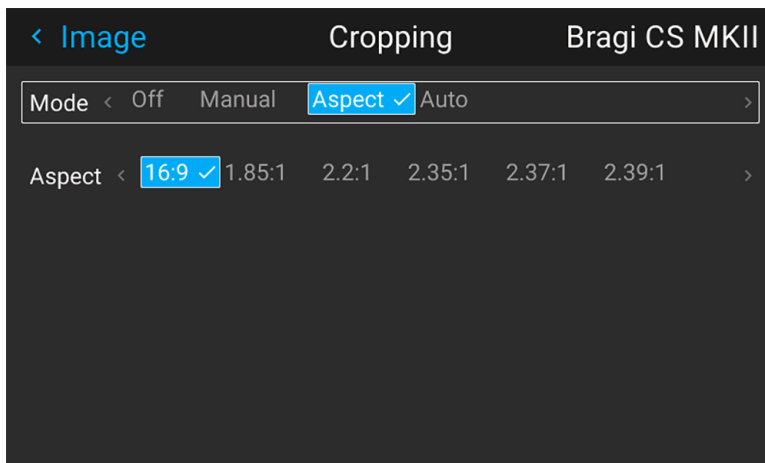 ‹ Image Cropping Bragi CS MKII
Mode ‹ Off Manual Aspect ✓ Auto ›
Aspect ‹ 16:9 ✓ 1.85:1 2.2:1 2.35:1 2.37:1 2.39:1 ›